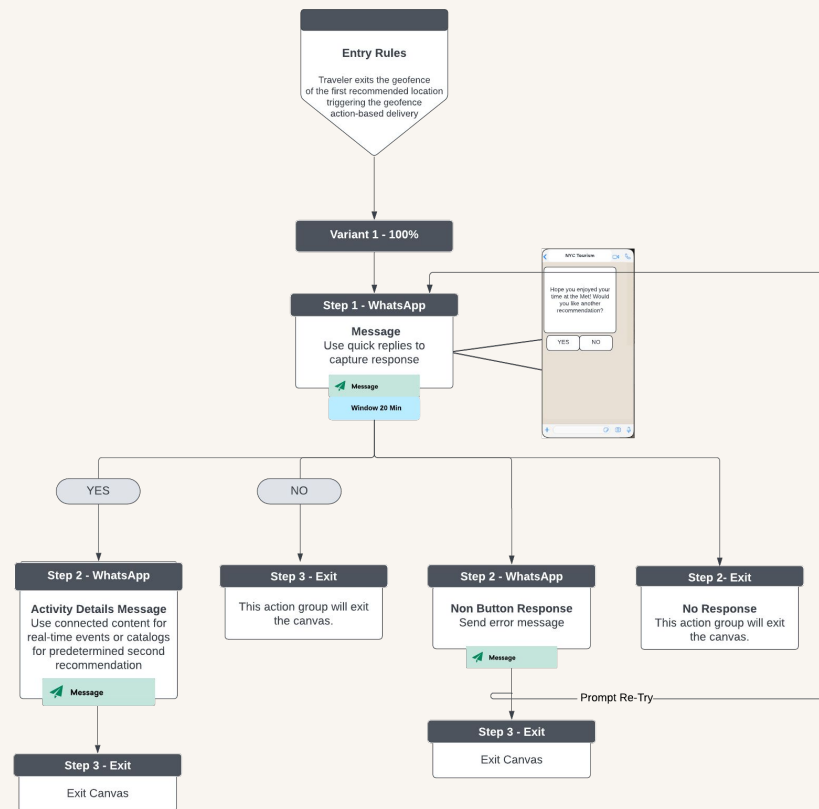 Entry Rules
Traveler exits the geofence
of the first recommended location
triggering the geofence
action-based delivery
Variant 1 - 100%
Step 1 - WhatsApp
Message
Use quick replies to
capture response
Message
Window 20 Min
NYC Tourism
Hope you enjoyed your
time at the Met! Would
you like another
recommendation?
YES
NO
YES
NO
Step 2 - WhatsApp
Activity Details Message
Use connected content for
real-time events or catalogs
for predetermined second
recommendation
Message
Step 3 - Exit
Exit Canvas
Step 3 - Exit
This action group will exit
the canvas.
Step 2 - WhatsApp
Non Button Response
Send error message
Message
Prompt Re-Try
Step 3 - Exit
Exit Canvas
Step 2- Exit
No Response
This action group will exit
the canvas.